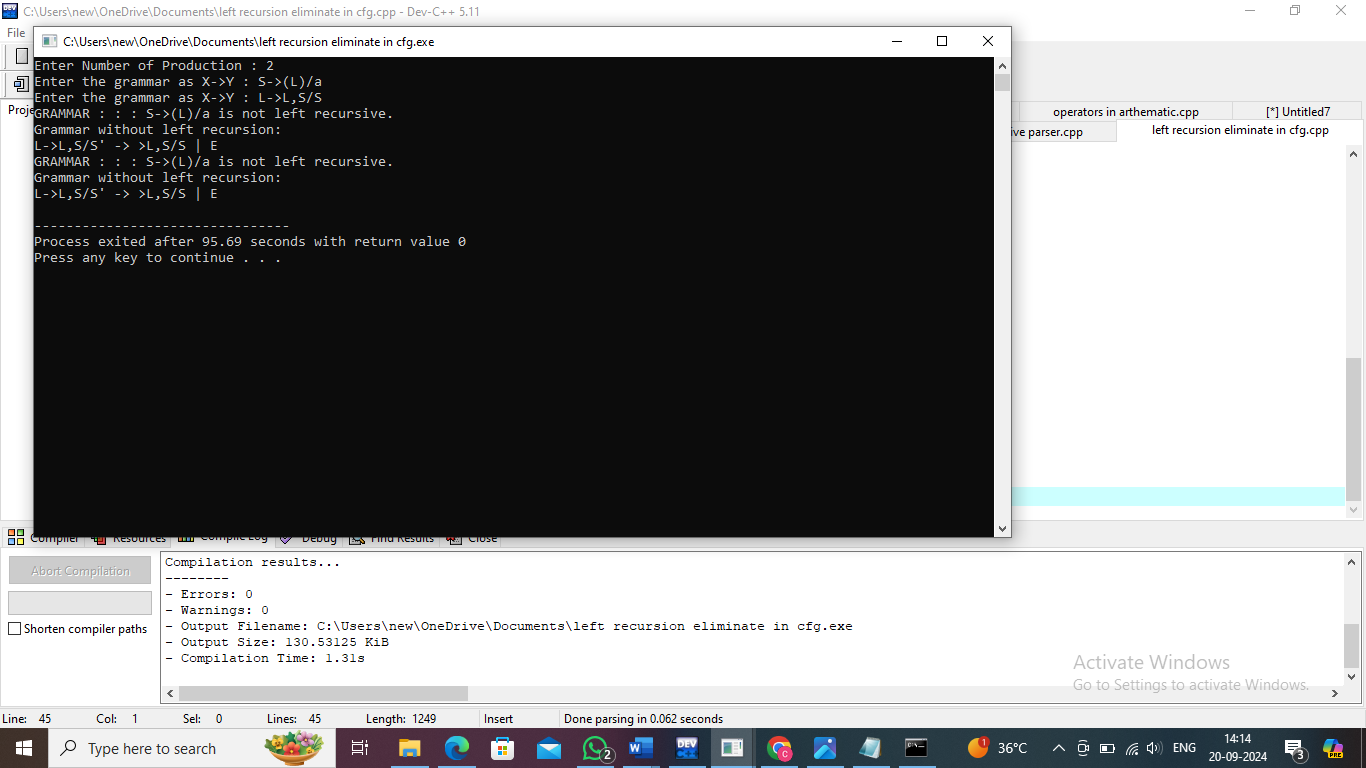 C:\Users\new\OneDrive\Documents\left recursion eliminate in cfg.cpp - Dev-C++ 5.11
File
C:\Users\new\OneDrive\Documents\left recursion eliminate in cfg.exe
Proje
operators in arthematic.cpp
[*] Untitled7
ive parser.cpp
left recursion eliminate in cfg.cpp
Enter Number of Production : 2
Enter the grammar as X->Y : S->(L)/a
Enter the grammar as X->Y : L->L,S/S
GRAMMAR : : : S->(L)/a is not left recursive.
Grammar without left recursion:
L->L,S/S' -> >L,S/S | E
GRAMMAR : : : S->(L)/a is not left recursive.
Grammar without left recursion:
L->L,S/S' -> >L,S/S | E
--------------------------------
Process exited after 95.69 seconds with return value 0
Press any key to continue . . .
Compiler
Resources
Compile Log
Debug
Find Results
Close
Abort Compilation
Shorten compiler paths
Compilation results...
--------
- Errors: 0
- Warnings: 0
- Output Filename: C:\Users\new\OneDrive\Documents\left recursion eliminate in cfg.exe
- Output Size: 130.53125 KiB
- Compilation Time: 1.31s
Activate Windows
Go to Settings to activate Windows.
Line: 45 Col: 1 Sel: 0 Lines: 45 Length: 1249 Insert Done parsing in 0.062 seconds
Type here to search
2
W
DEV
C
1
36°C
ENG
14:14
20-09-2024
3
PRE